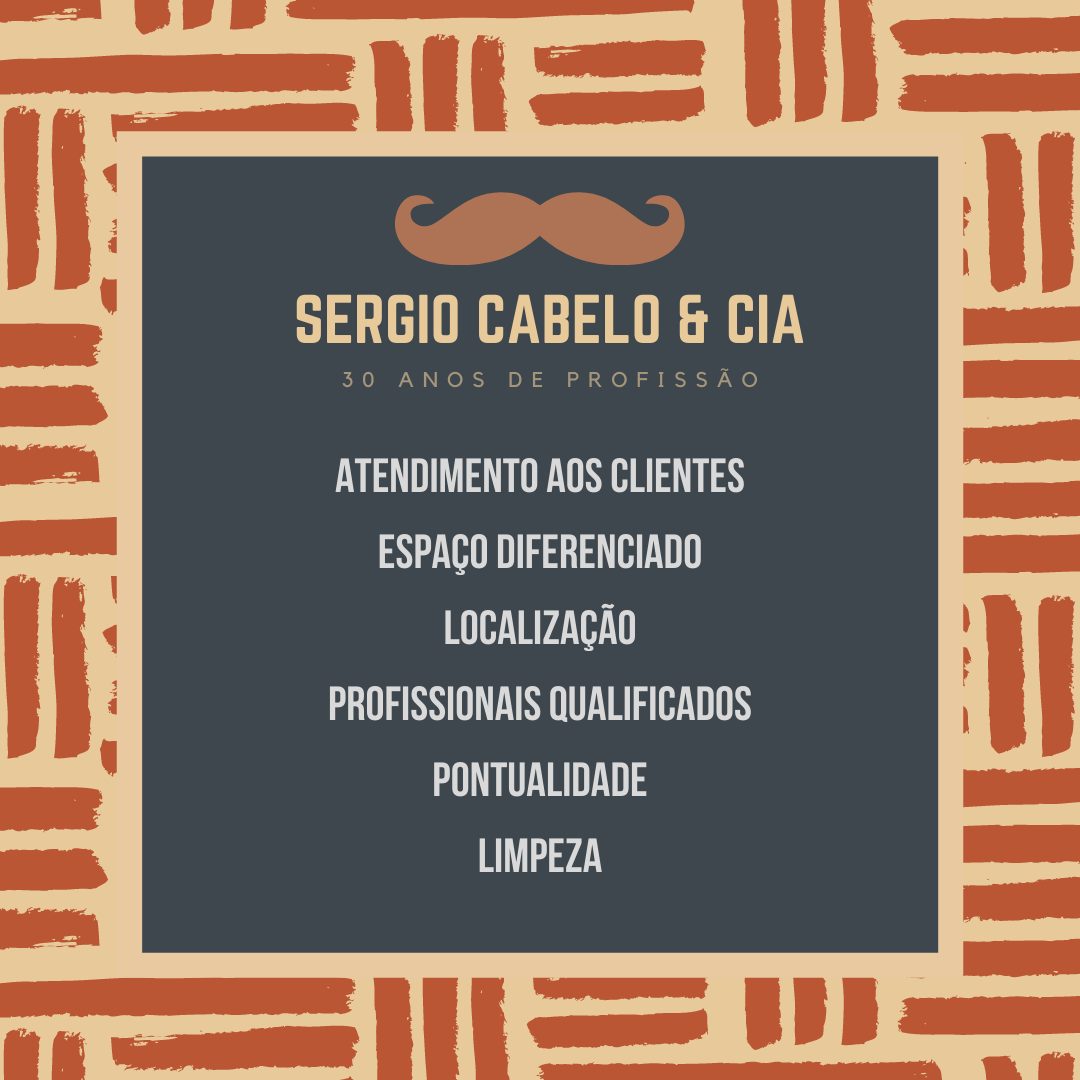 SERGIO CABELO & CIA
30 ANOS DE PROFISSÃO
ATENDIMENTO AOS CLIENTES
ESPAÇO DIFERENCIADO
LOCALIZAÇÃO
PROFISSIONAIS QUALIFICADOS
PONTUALIDADE
LIMPEZA